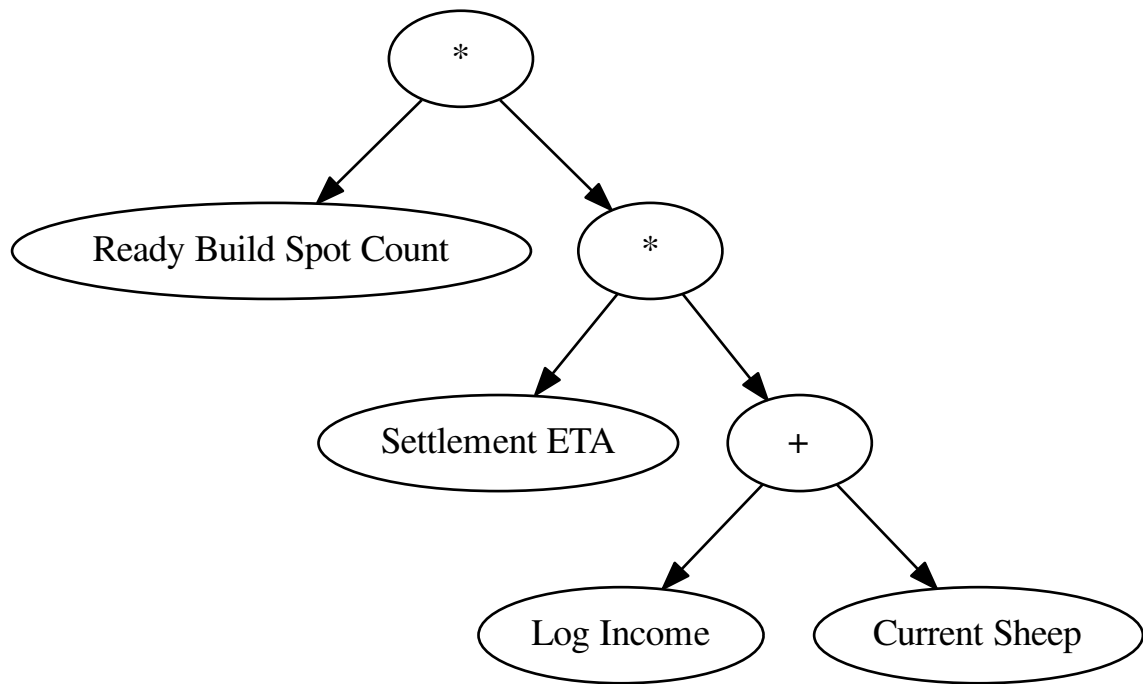 *
Ready Build Spot Count
*
Settlement ETA
+
Log Income
Current Sheep